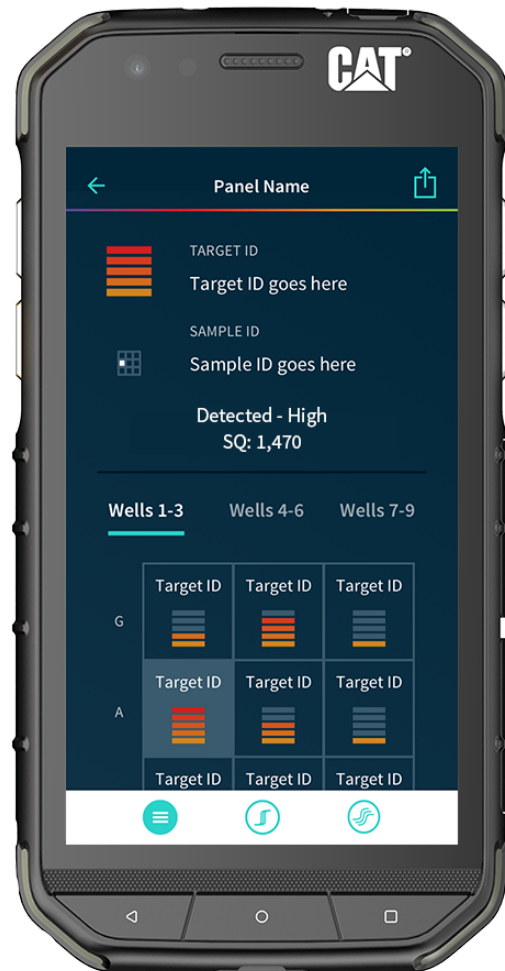 CAT®
Panel Name
TARGET ID
Target ID goes here
SAMPLE ID
Sample ID goes here
Detected - High
SQ: 1,470
Wells 1-3 Wells 4-6 Wells 7-9
Target ID Target ID Target ID
G
Target ID Target ID Target ID
A
Target ID Target ID Target ID